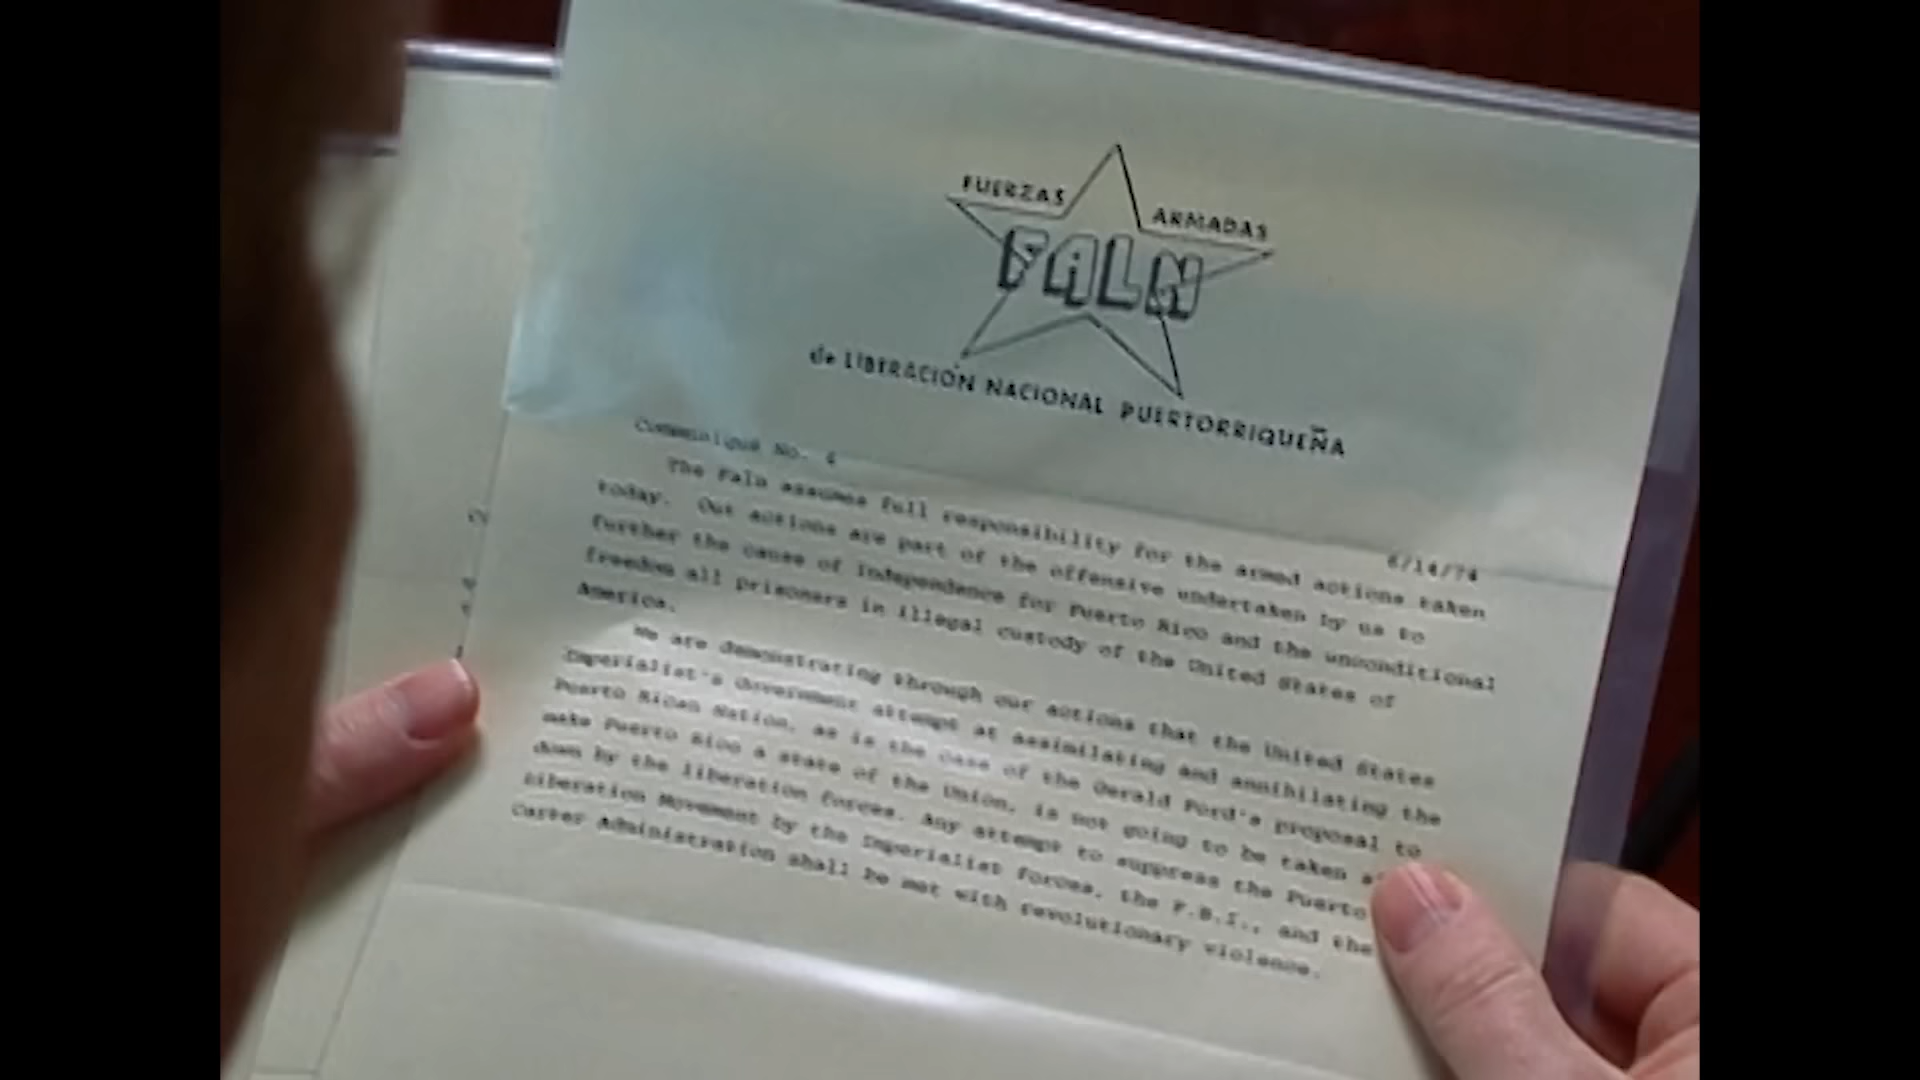 FUERZAS ARMADAS
FALN
de LIBERACIÓN NACIONAL PUERTORRIQUEÑA
Communiqué No. 4
6/14/74
The Faln assumes full responsibility for the armed actions taken
today. Out actions are part of the offensive undertaken by us to
further the cause of Independence for Puerto Rico and the unconditional
freedom all prisoners in illegal custody of the United States of
America.
We are demonstrating through our actions that the United States
Imperialist's Government attempt at assimilating and annihilating the
Puerto Rican Nation, as is the case of the Gerald Ford's proposal to
make Puerto Rico a state of the Union, is not going to be taken
down by the liberation forces. Any attempt to suppress the Puerto
Liberation Movement by the Imperialist forces, the F.B.I., and the
Carter Administration shall be met with revolutionary violence.